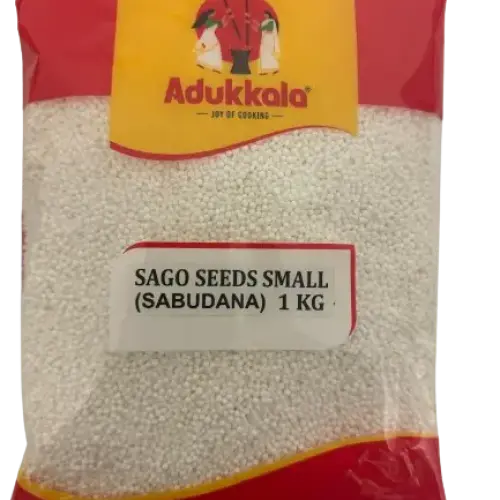 Adukkala®
JOY OF COOKING
SAGO SEEDS SMALL
(SABUDANA) 1 KG